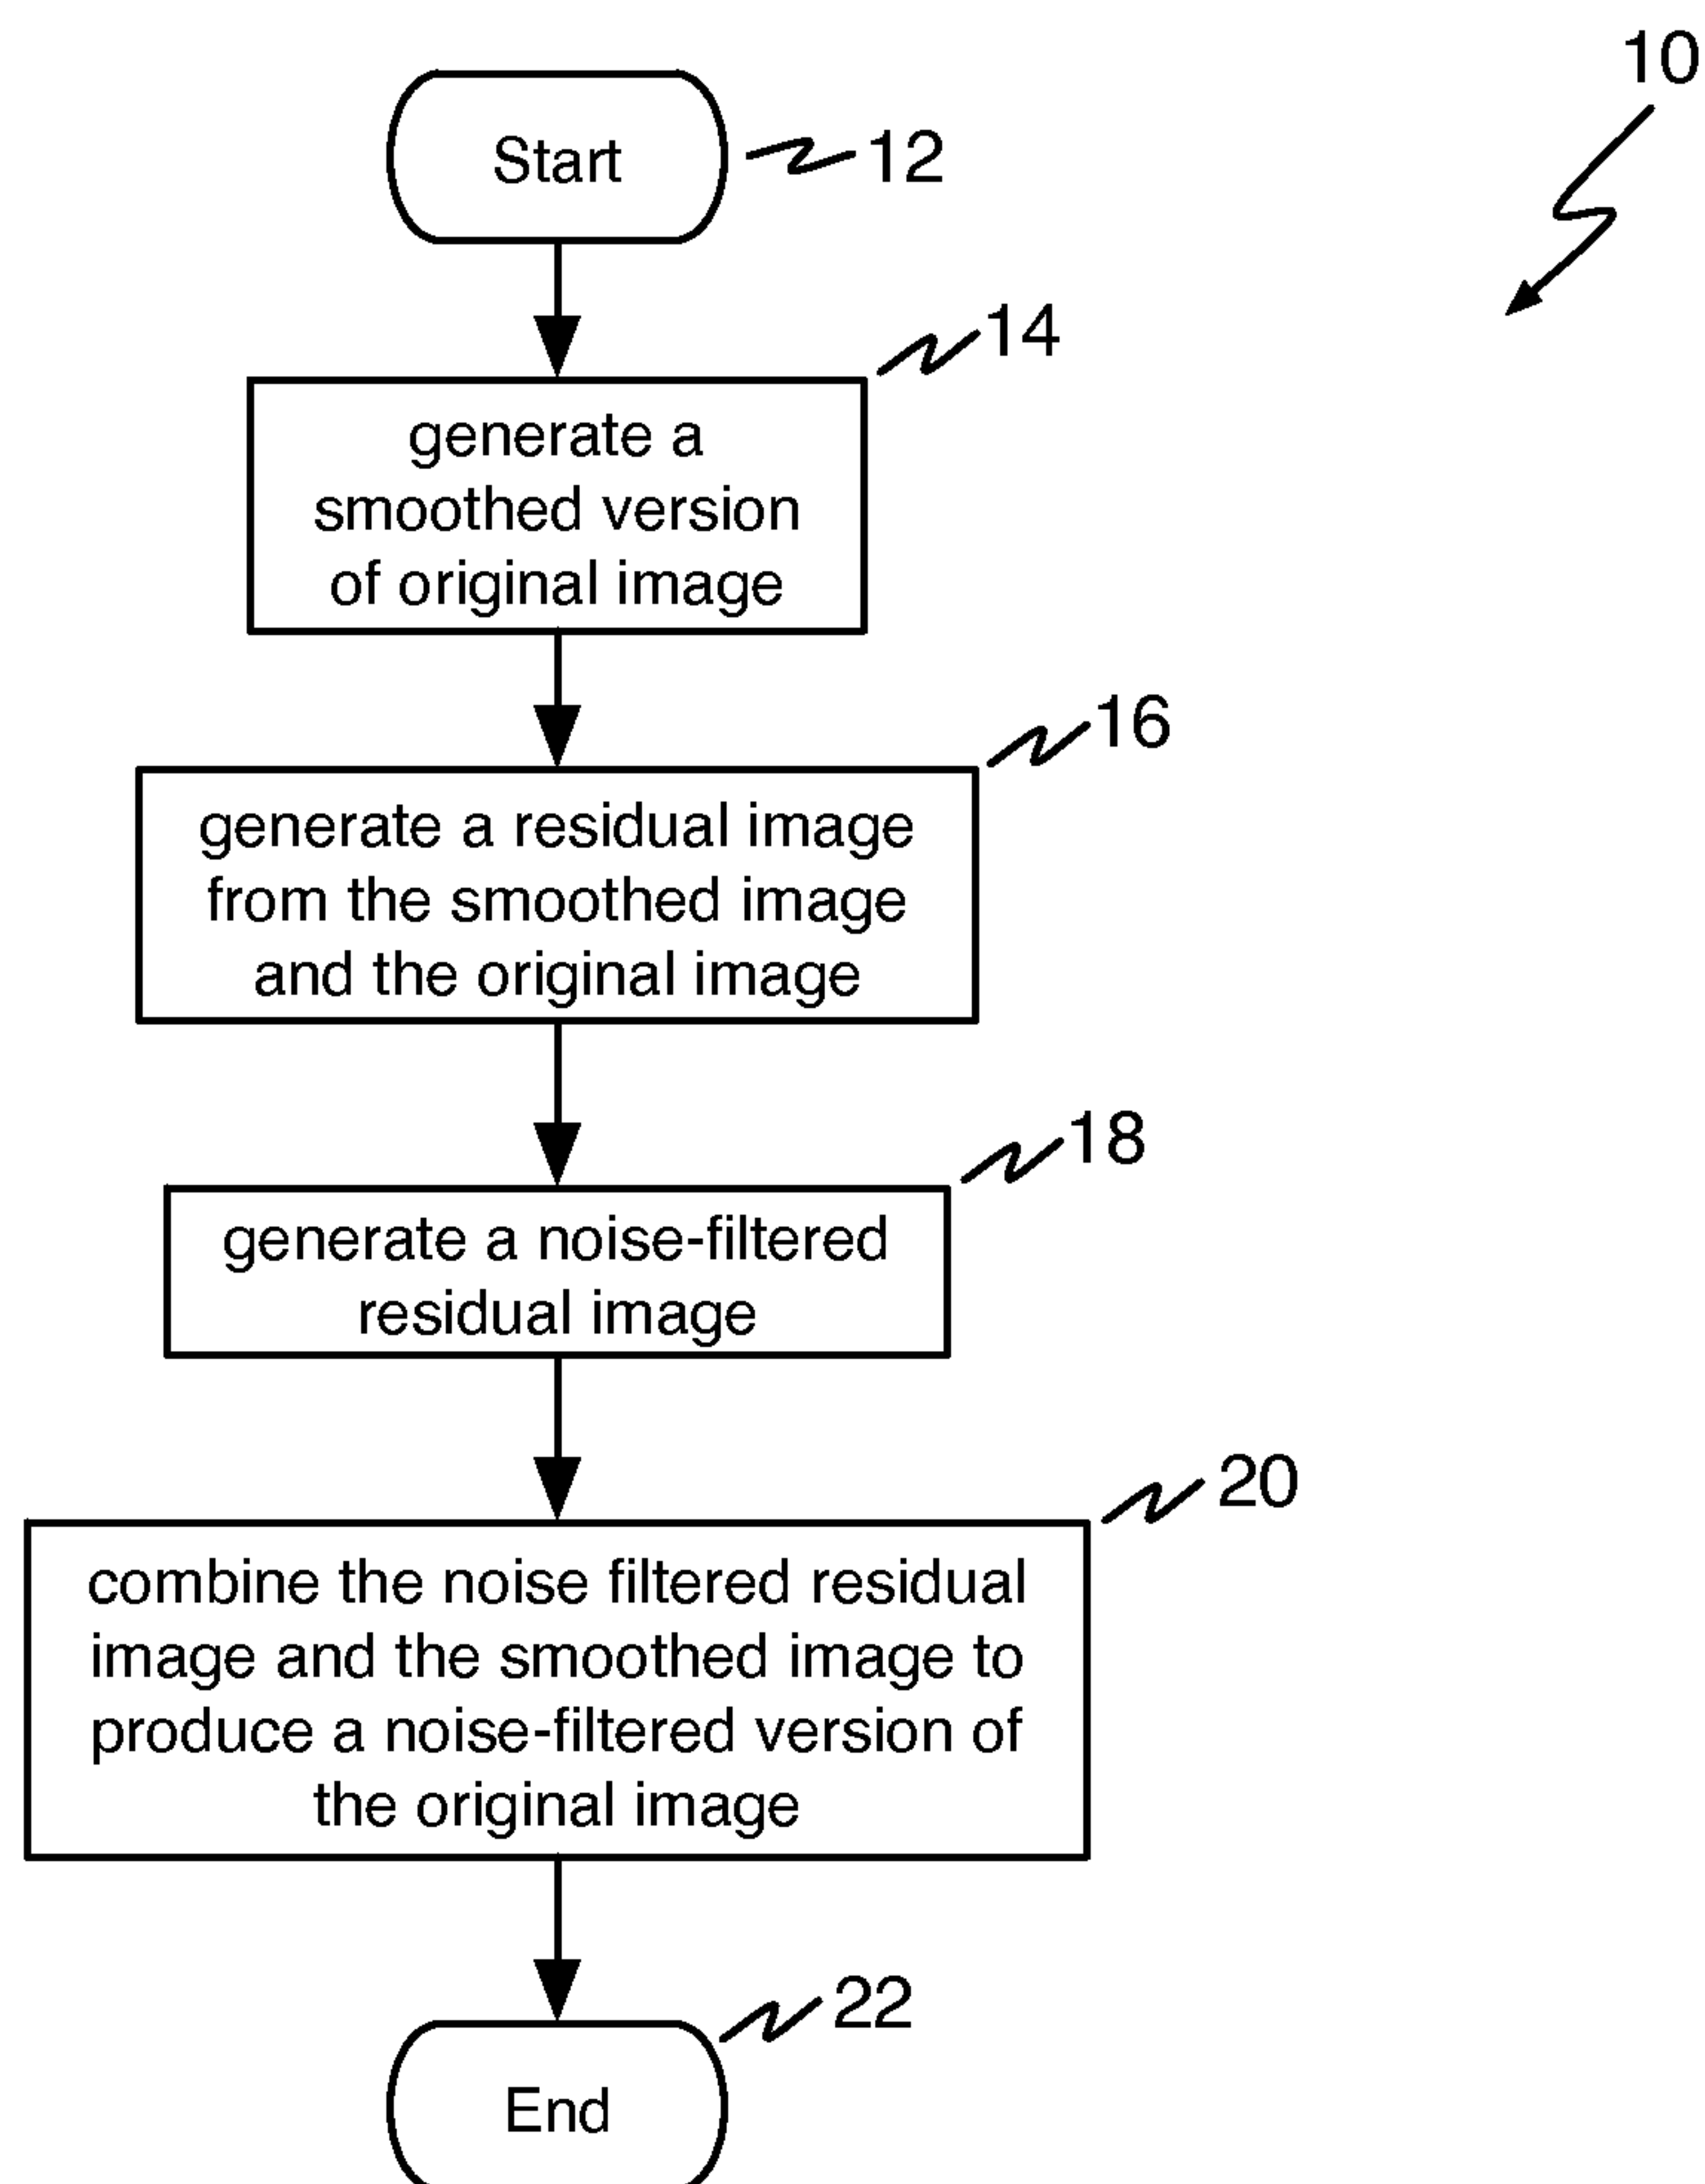 10
Start
12
14
generate a
smoothed version
of original image
16
generate a residual image
from the smoothed image
and the original image
18
generate a noise-filtered
residual image
20
combine the noise filtered residual
image and the smoothed image to
produce a noise-filtered version of
the original image
22
End